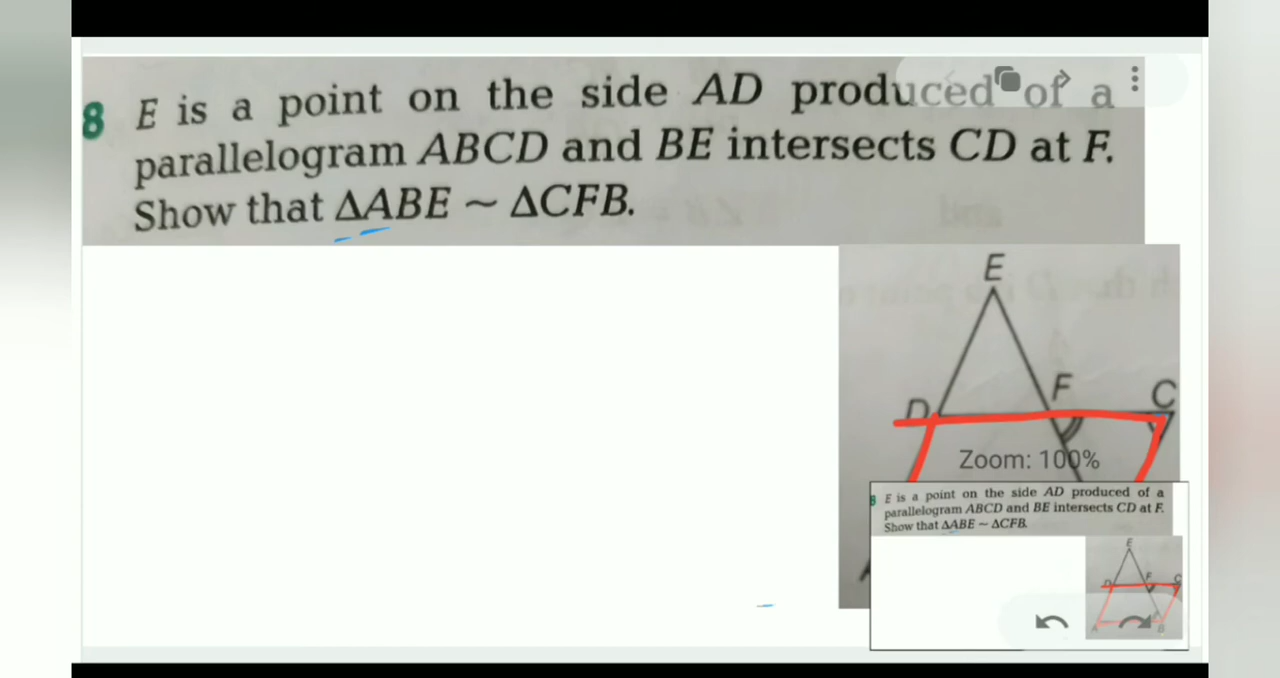 8 E is a point on the side AD produced of a
parallelogram ABCD and BE intersects CD at F.
Show that ΔABE ~ ΔCFB.
E
F
C
D
Zoom: 100%
8 E is a point on the side AD produced of a
parallelogram ABCD and BE intersects CD at F.
Show that ΔABE ~ ΔCFB.
E
D
F
C
A
B